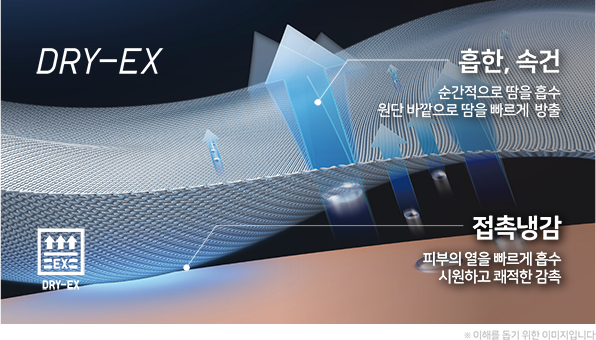 DRY-EX
흡한, 속건
순간적으로 땀을 흡수
원단 바깥으로 땀을 빠르게 방출
접촉냉감
피부의 열을 빠르게 흡수
시원하고 쾌적한 감촉
EX
DRY-EX
※ 이해를 돕기 위한 이미지입니다